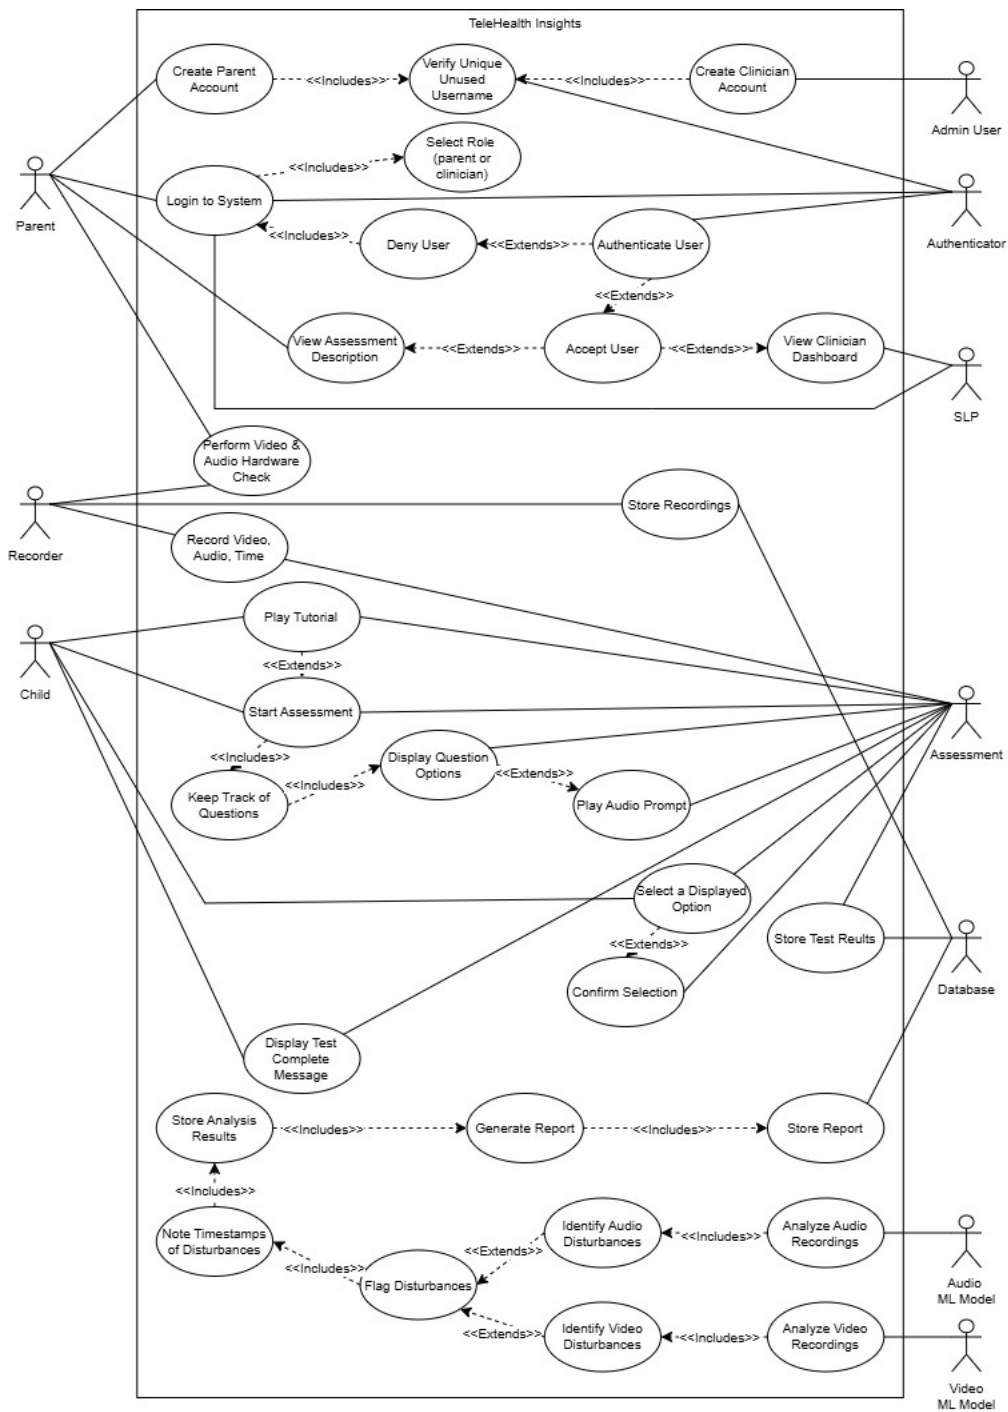 TeleHealth Insights
Create Parent
Account
<<Includes>>
Verify Unique
Unused
Username
<<Includes>>
Create Clinician
Account
Admin User
Select Role
(parent or
clinician)
<<Includes>>
Parent
Login to System
<<Includes>>
Deny User
<<Extends>>
Authenticate User
Authenticator
<<Extends>>
View Assessment
Description
<<Extends>>
Accept User
<<Extends>>
View Clinician
Dashboard
SLP
Perform Video &
Audio Hardware
Check
Store Recordings
Recorder
Record Video,
Audio, Time
Play Tutorial
<<Extends>>
Child
Start Assessment
Assessment
<<Includes>>
Display Question
Options
<<Includes>>
<<Extends>>
Keep Track of
Questions
Play Audio Prompt
Select a Displayed
Option
<<Extends>>
Store Test Reults
Confirm Selection
Database
Display Test
Complete
Message
Store Analysis
Results
<<Includes>>
Generate Report
<<Includes>>
Store Report
<<Includes>>
Note Timestamps
of Disturbances
<<Includes>>
Flag Disturbances
<<Extends>>
Identify Audio
Disturbances
<<Includes>>
Analyze Audio
Recordings
Audio
ML Model
<<Extends>>
Identify Video
Disturbances
<<Includes>>
Analyze Video
Recordings
Video
ML Model